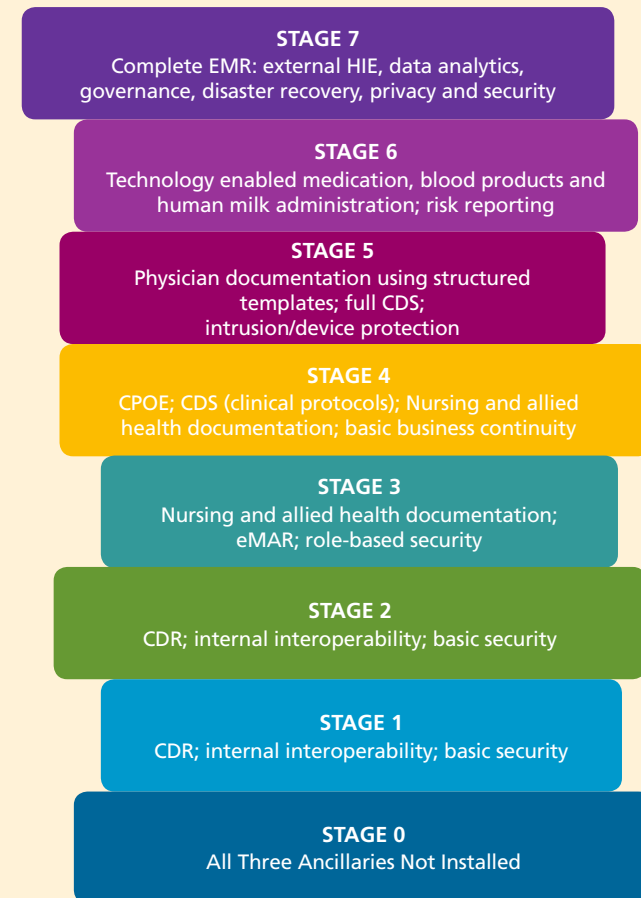 STAGE 7
Complete EMR: external HIE, data analytics,
governance, disaster recovery, privacy and security
STAGE 6
Technology enabled medication, blood products and
human milk administration; risk reporting
STAGE 5
Physician documentation using structured
templates; full CDS;
intrusion/device protection
STAGE 4
CPOE; CDS (clinical protocols); Nursing and allied
health documentation; basic business continuity
STAGE 3
Nursing and allied health documentation;
eMAR; role-based security
STAGE 2
CDR; internal interoperability; basic security
STAGE 1
CDR; internal interoperability; basic security
STAGE 0
All Three Ancillaries Not Installed